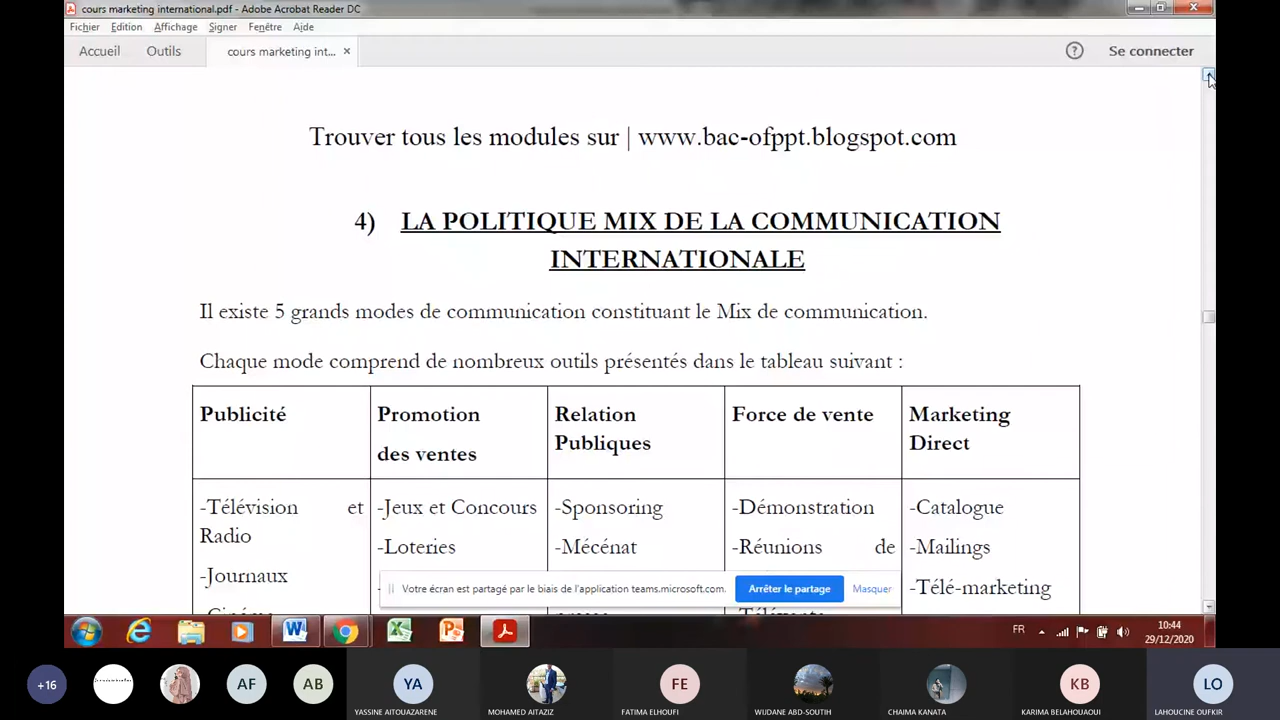 cours marketing international.pdf - Adobe Acrobat Reader DC
Fichier Edition Affichage Signer Fenêtre Aide
Accueil Outils cours marketing int... × ? Se connecter
Trouver tous les modules sur | www.bac-ofppt.blogspot.com
4) LA POLITIQUE MIX DE LA COMMUNICATION
INTERNATIONALE
Il existe 5 grands modes de communication constituant le Mix de communication.
Chaque mode comprend de nombreux outils présentés dans le tableau suivant :
Publicité
Promotion
des ventes
Relation
Publiques
Force de vente
Marketing
Direct
-Télévision et
Radio
-Journaux
-Jeux et Concours
-Loteries
-Sponsoring
-Mécénat
-Démonstration
-Réunions de
-Catalogue
-Mailings
-Télé-marketing
Votre écran est partagé par le biais de l'application teams.microsoft.com. Arrêter le partage Masquer
FR 10:44
29/12/2020
+16 AF AB YA FE KB LO
YASSINE AITOUAZARENE MOHAMED AITAZIZ FATIMA ELHOUFI WIJDANE ABD-SOUTIH CHAIMA KANATA KARIMA BELAHOUAOUI LAHOUCINE OUFKIR